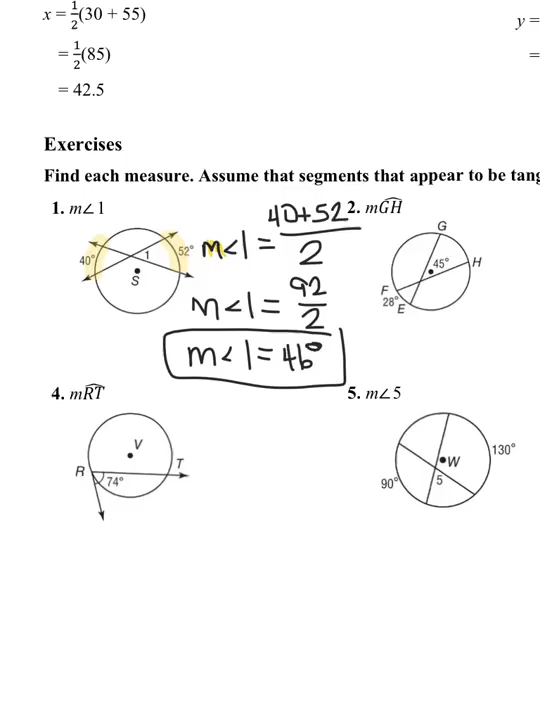 x = ½(30 + 55)
y =
= ½(85)
=
= 42.5
Exercises
Find each measure. Assume that segments that appear to be tang
1. m∠1
40°
52°
1
S
m<1 = 40+52/2
m<1 = 92/2
m<1 = 46°
2. mGH
G
45°
H
F
28°
E
4. mRT
V
R
T
74°
5. m∠5
W
130°
90°
5